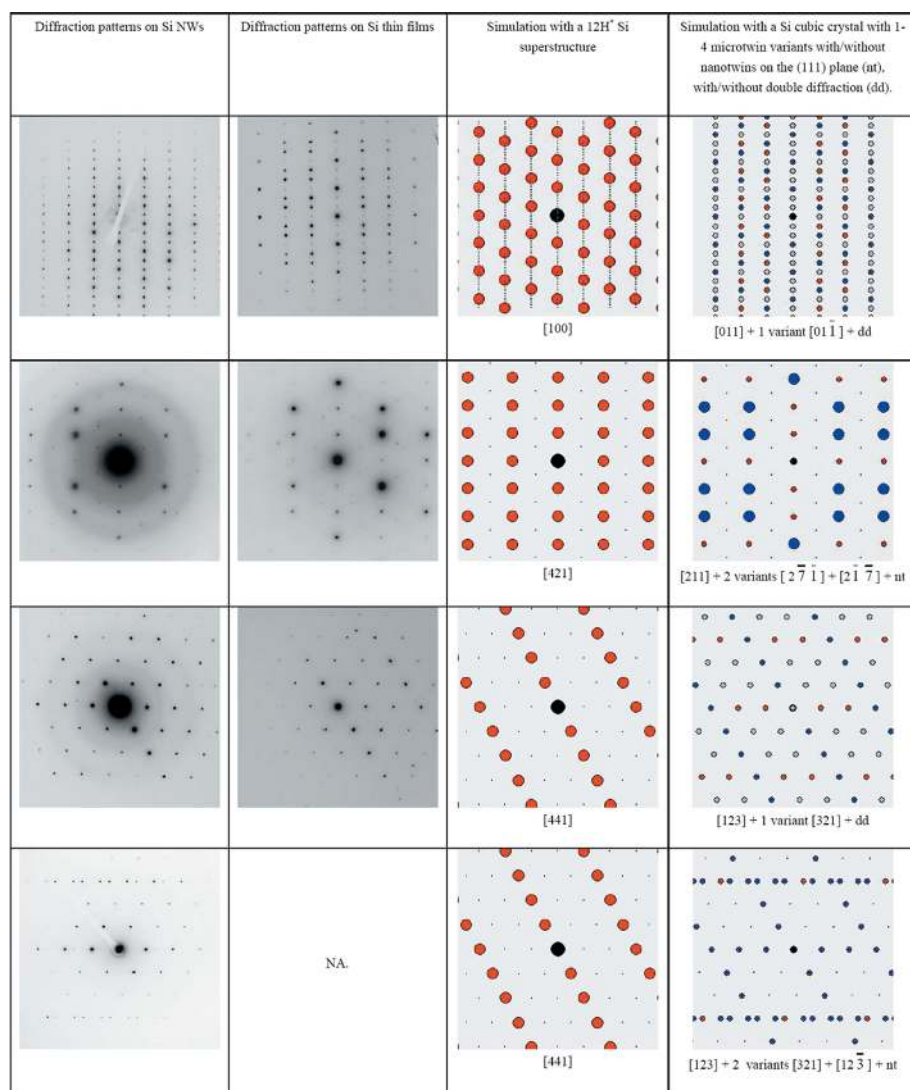 Diffraction patterns on Si NWs
Diffraction patterns on Si thin films
Simulation with a 12H* Si
superstructure
Simulation with a Si cubic crystal with 1-
4 microtwin variants with/without
nanotwins on the (111) plane (nt),
with/without double diffraction (dd).
[100]
[011] + 1 variant [01 1̄] + dd
[421]
[211] + 2 variants [ 2 7̄ 1̄] + [2 1̄ 7̄] + nt
[441]
[123] + 1 variant [321] + dd
NA.
[441]
[123] + 2 variants [321] + [12 3̄] + nt